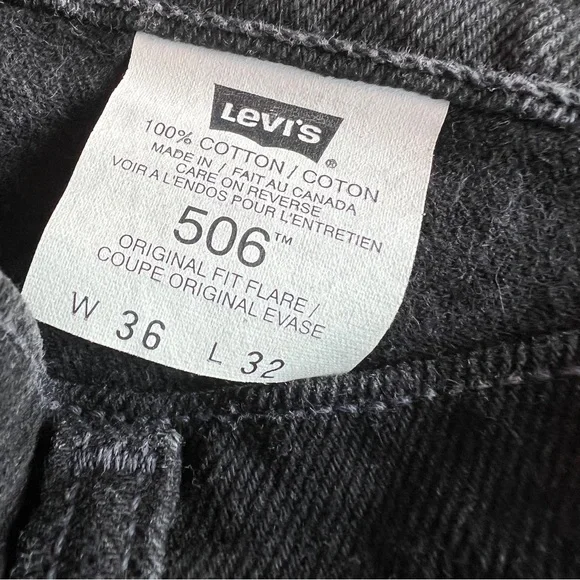 LEVI'S ®
100% COTTON / COTON
MADE IN / FAIT AU CANADA
CARE ON REVERSE
VOIR A L'ENDOS POUR L'ENTRETIEN
506™
ORIGINAL FIT FLARE /
COUPE ORIGINAL EVASE
W 36 L 32